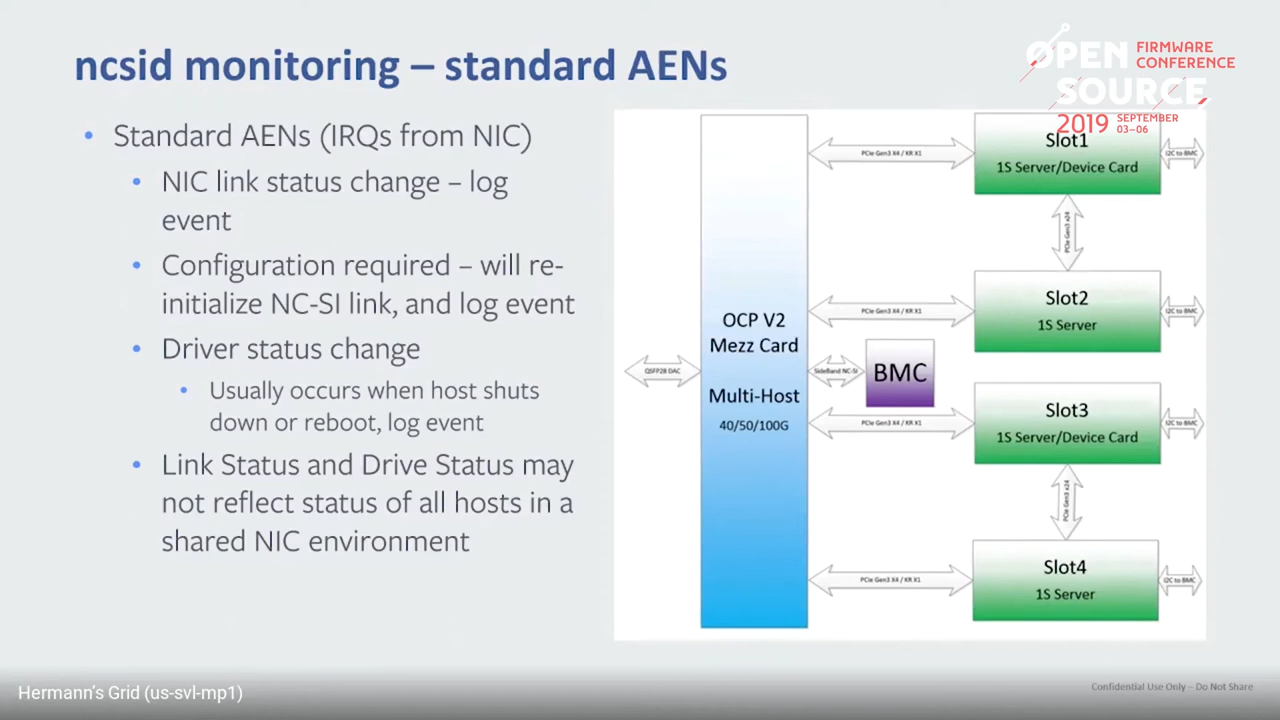 ncsid monitoring – standard AENs
OPEN
SOURCE
FIRMWARE
CONFERENCE
2019
SEPTEMBER
03–06
• Standard AENs (IRQs from NIC)
• NIC link status change – log
event
• Configuration required – will re-
initialize NC-SI link, and log event
• Driver status change
• Usually occurs when host shuts
down or reboot, log event
• Link Status and Drive Status may
not reflect status of all hosts in a
shared NIC environment
QSFP28 DAC
OCP V2
Mezz Card
Multi-Host
40/50/100G
SideBand NC-SI
BMC
PCIe Gen3 X4 / KR X1
Slot1
1S Server/Device Card
I2C to BMC
PCIe Gen3 x24
PCIe Gen3 X4 / KR X1
Slot2
1S Server
I2C to BMC
PCIe Gen3 X4 / KR X1
Slot3
1S Server/Device Card
I2C to BMC
PCIe Gen3 x24
PCIe Gen3 X4 / KR X1
Slot4
1S Server
I2C to BMC
Hermann's Grid (us-svl-mp1)
Confidential Use Only – Do Not Share